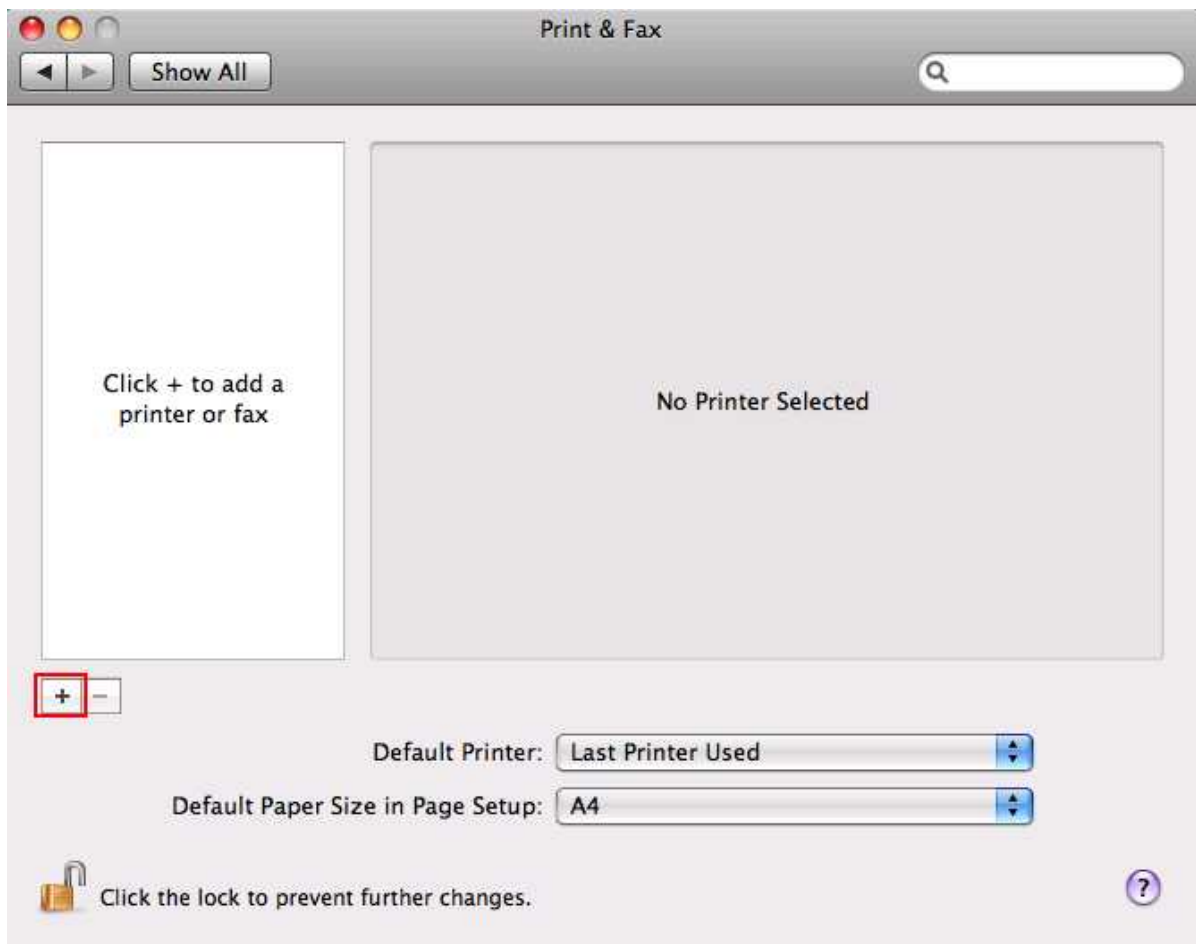 Print & Fax
Show All
Click + to add a
printer or fax
No Printer Selected
+ −
Default Printer: Last Printer Used
Default Paper Size in Page Setup: A4
Click the lock to prevent further changes.
?